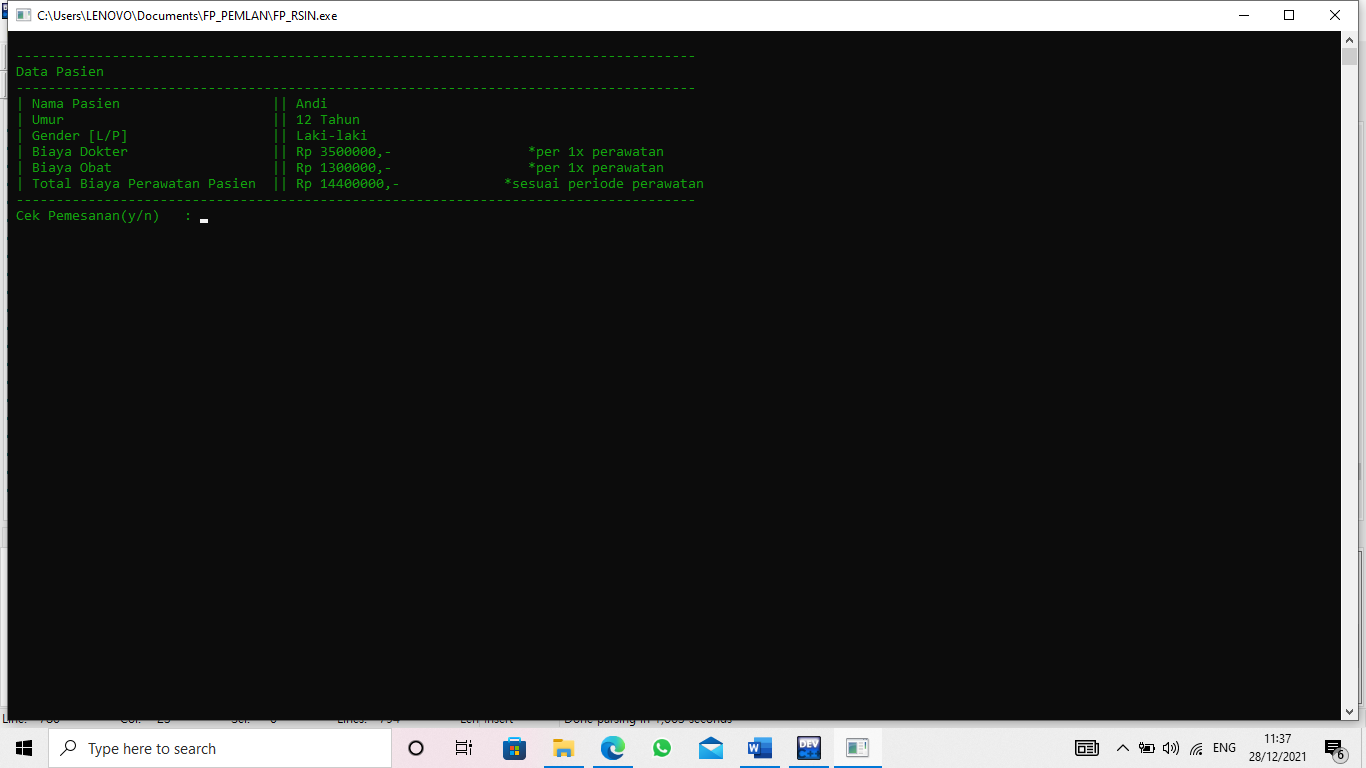 C:\Users\LENOVO\Documents\FP_PEMLAN\FP_RSIN.exe
-------------------------------------------------------------------------------------
Data Pasien
-------------------------------------------------------------------------------------
| Nama Pasien || Andi
| Umur || 12 Tahun
| Gender [L/P] || Laki-laki
| Biaya Dokter || Rp 3500000,- *per 1x perawatan
| Biaya Obat || Rp 1300000,- *per 1x perawatan
| Total Biaya Perawatan Pasien || Rp 14400000,- *sesuai periode perawatan
-------------------------------------------------------------------------------------
Cek Pemesanan(y/n) : _
Type here to search
DEV C++
ENG
11:37
28/12/2021
6